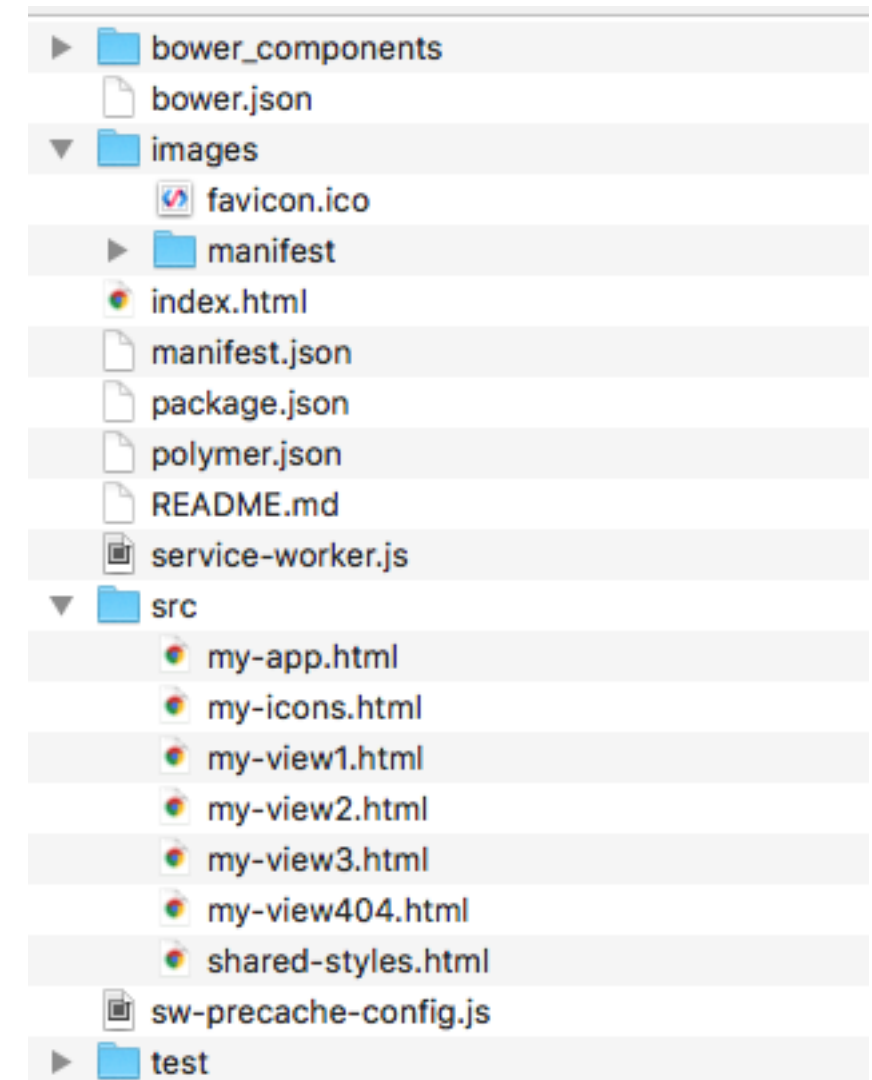 bower_components
bower.json
images
favicon.ico
manifest
index.html
manifest.json
package.json
polymer.json
README.md
service-worker.js
src
my-app.html
my-icons.html
my-view1.html
my-view2.html
my-view3.html
my-view404.html
shared-styles.html
sw-precache-config.js
test